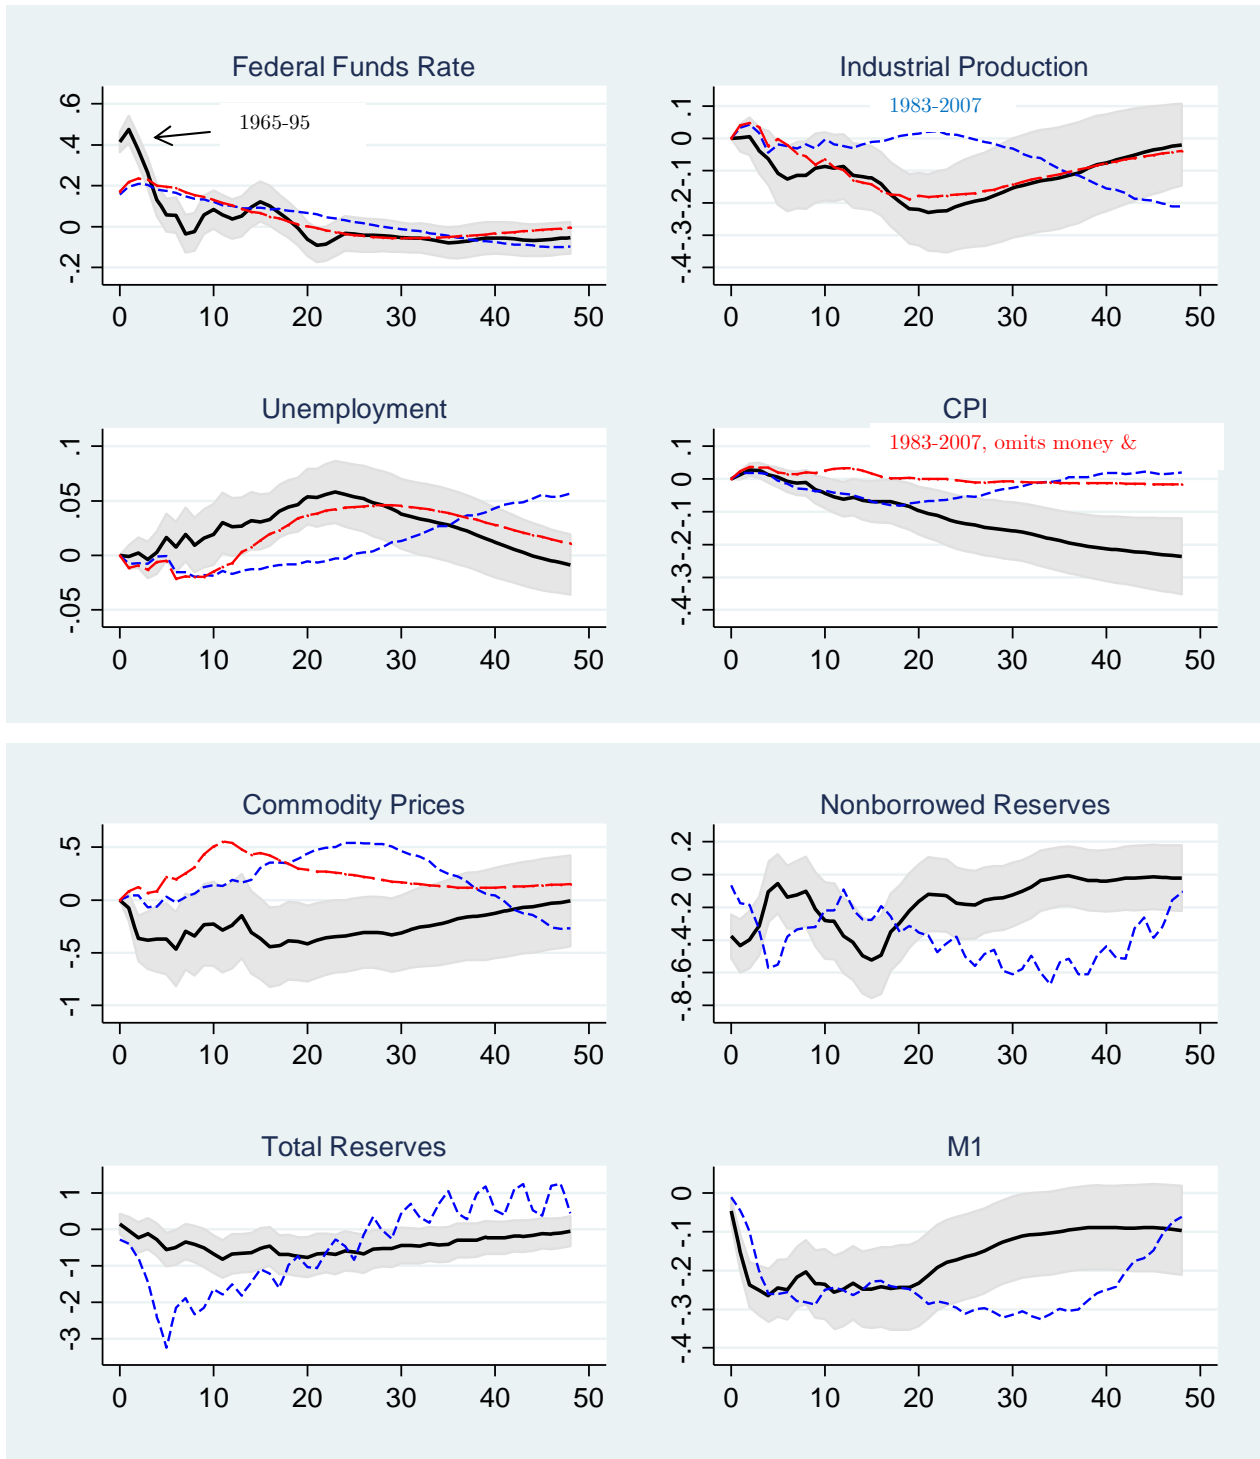 Federal Funds Rate
Industrial Production
.6
.4
.2
0
-.2
1965-95
0 10 20 30 40 50
.1
0
-.1
-.2
-.3
-.4
1983-2007
0 10 20 30 40 50
Unemployment
CPI
.1
.05
0
-.05
0 10 20 30 40 50
1983-2007, omits money &
.1
0
-.1
-.2
-.3
-.4
0 10 20 30 40 50
Commodity Prices
Nonborrowed Reserves
.5
0
-.5
-1
0 10 20 30 40 50
.2
0
-.2
-.4
-.6
-.8
0 10 20 30 40 50
Total Reserves
M1
1
0
-1
-2
-3
0 10 20 30 40 50
0
-.1
-.2
-.3
-.4
0 10 20 30 40 50